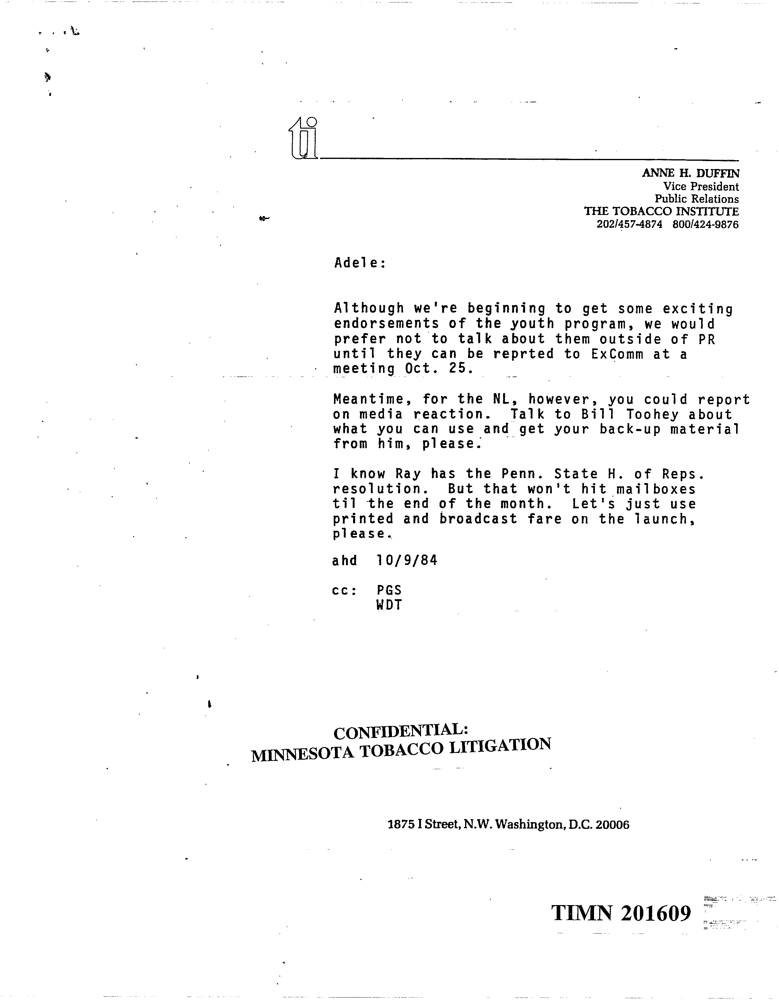 ti
ANNE H. DUFFIN
Vice President
Public Relations
THE TOBACCO INSTITUTE
202/457-4874 800/424-9876
Adele:
Although we're beginning to get some exciting
endorsements of the youth program, we would
prefer not to talk about them outside of PR
until they can be reprted to ExComm at a
meeting Oct. 25.
Meantime, for the NL, however, you could report
on media reaction. Talk to Bill Toohey about
what you can use and get your back-up material
from him, please.
I know Ray has the Penn. State H. of Reps.
resolution. But that won't hit mailboxes
til the end of the month. Let's just use
printed and broadcast fare on the launch,
please.
ahd 10/9/84
cc: PGS
WDT
CONFIDENTIAL:
MINNESOTA TOBACCO LITIGATION
1875 I Street, N.W. Washington, D.C. 20006
TIMN 201609